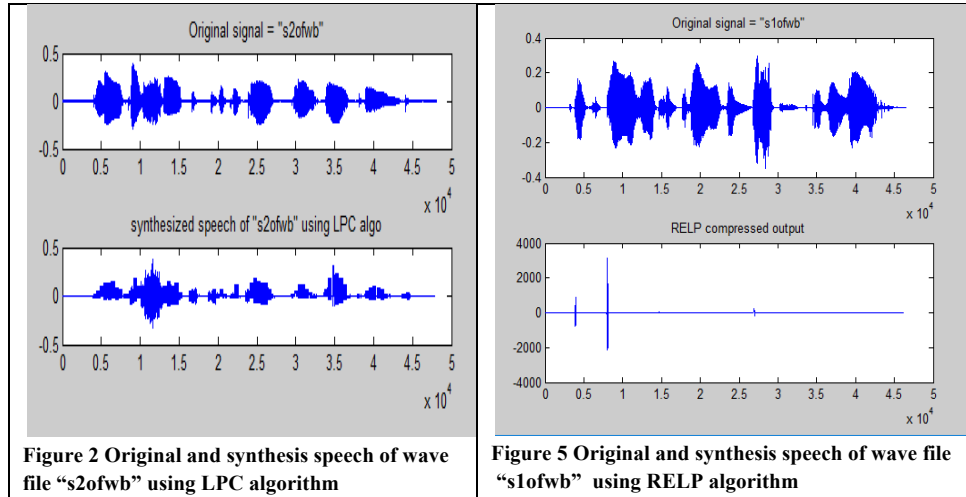 Original signal = "s2ofwb"
0.5
0
-0.5
0 0.5 1 1.5 2 2.5 3 3.5 4 4.5 5
x 10^4
synthesized speech of "s2ofwb" using LPC algo
0.5
0
-0.5
0 0.5 1 1.5 2 2.5 3 3.5 4 4.5 5
x 10^4
Figure 2 Original and synthesis speech of wave
file “s2ofwb” using LPC algorithm
Original signal = "s1ofwb"
0.4
0.2
0
-0.2
-0.4
0 0.5 1 1.5 2 2.5 3 3.5 4 4.5 5
x 10^4
RELP compressed output
4000
2000
0
-2000
-4000
0 0.5 1 1.5 2 2.5 3 3.5 4 4.5 5
x 10^4
Figure 5 Original and synthesis speech of wave file
“s1ofwb” using RELP algorithm